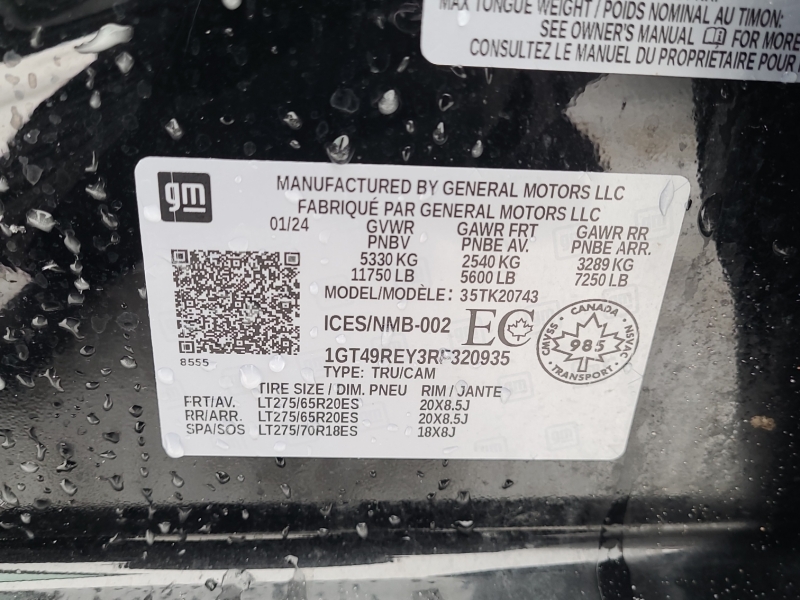 MAX TONGUE WEIGHT / POIDS NOMINAL AU TIMON:
SEE OWNER'S MANUAL FOR MORE
CONSULTEZ LE MANUEL DU PROPRIETAIRE POUR
gm
MANUFACTURED BY GENERAL MOTORS LLC
FABRIQUÉ PAR GENERAL MOTORS LLC
01/24 GVWR GAWR FRT GAWR RR
PNBV PNBE AV. PNBE ARR.
5330 KG 2540 KG 3289 KG
11750 LB 5600 LB 7250 LB
MODEL/MODÈLE: 35TK20743
ICES/NMB-002 EC
CANADA
CMVSS 985 NSVAC
TRANSPORT
8555
1GT49REY3RF320935
TYPE: TRU/CAM
TIRE SIZE / DIM. PNEU RIM / JANTE
FRT/AV. LT275/65R20ES 20X8.5J
RR/ARR. LT275/65R20ES 20X8.5J
SPA/SOS LT275/70R18ES 18X8J